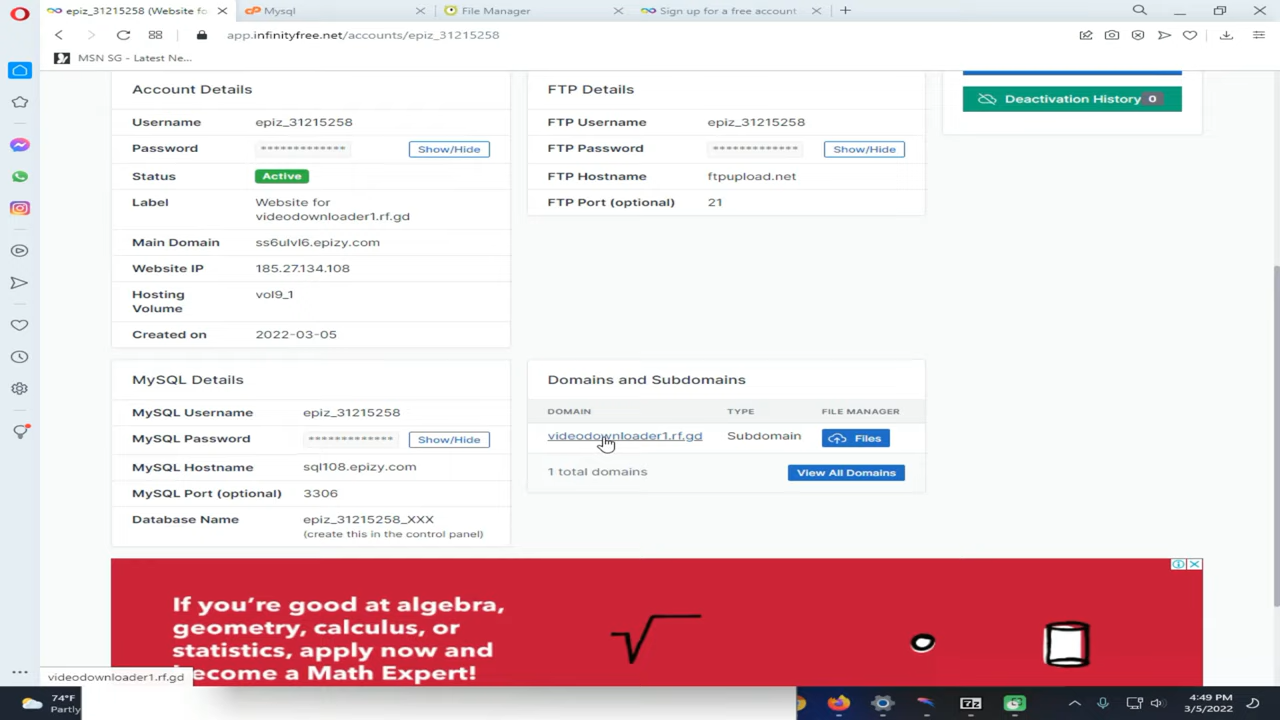 epiz_31215258 (Website fo
Mysql
File Manager
Sign up for a free account
app.infinityfree.net/accounts/epiz_31215258
MSN SG - Latest Ne...
Account Details
Username epiz_31215258
Password ************* Show/Hide
Status Active
Label Website for
videodownloader1.rf.gd
Main Domain ss6ulvl6.epizy.com
Website IP 185.27.134.108
Hosting vol9_1
Volume
Created on 2022-03-05
FTP Details
FTP Username epiz_31215258
FTP Password ************* Show/Hide
FTP Hostname ftpupload.net
FTP Port (optional) 21
Deactivation History 0
MySQL Details
MySQL Username epiz_31215258
MySQL Password ************* Show/Hide
MySQL Hostname sql108.epizy.com
MySQL Port (optional) 3306
Database Name epiz_31215258_XXX
(create this in the control panel)
Domains and Subdomains
DOMAIN TYPE FILE MANAGER
videodownloader1.rf.gd Subdomain Files
1 total domains View All Domains
If you're good at algebra,
geometry, calculus, or
statistics, apply now and
become a Math Expert!
videodownloader1.rf.gd
74°F
Partly
7z
4:49 PM
3/5/2022